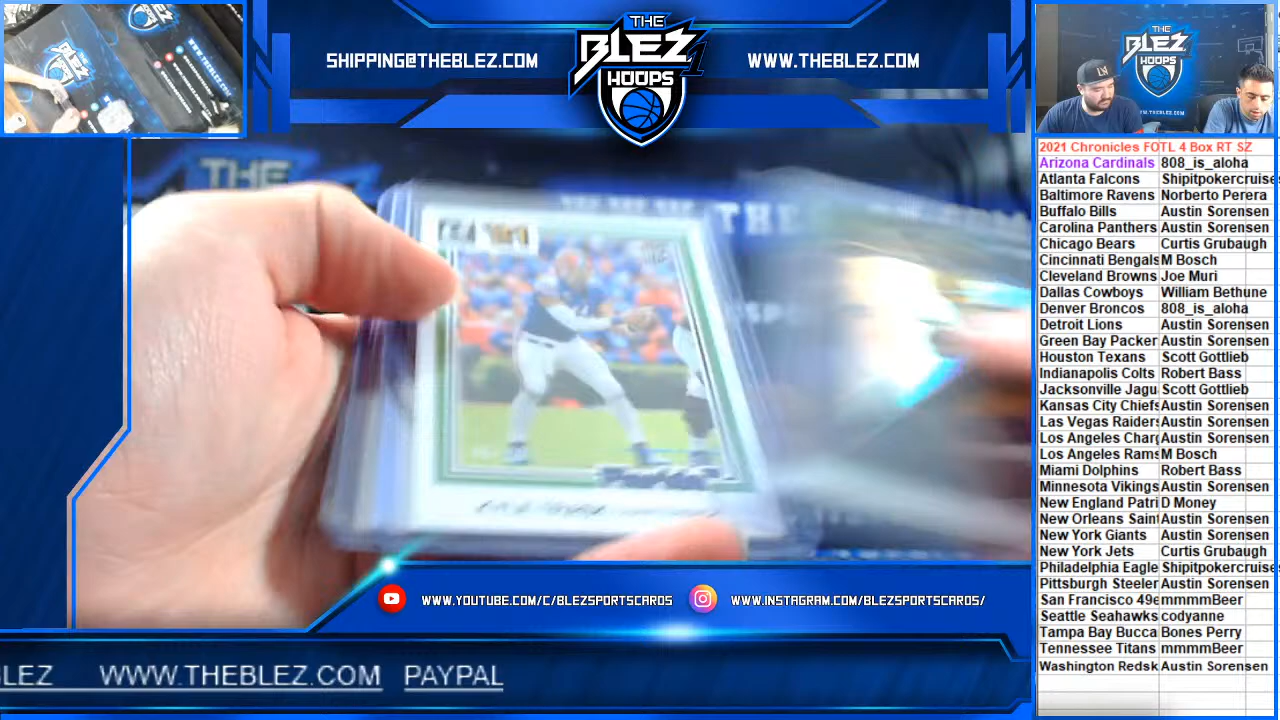 THE
BLEZ
HOOPS
1
SHIPPING@THEBLEZ.COM
WWW.THEBLEZ.COM
THE
BLEZ
HOOPS
THE
THE
2021 Chronicles FOTL 4 Box RT SZ
Arizona Cardinals 808_is_aloha
Atlanta Falcons Shipitpokercruise
Baltimore Ravens Norberto Perera
Buffalo Bills Austin Sorensen
Carolina Panthers Austin Sorensen
Chicago Bears Curtis Grubaugh
Cincinnati Bengals M Bosch
Cleveland Browns Joe Muri
Dallas Cowboys William Bethune
Denver Broncos 808_is_aloha
Detroit Lions Austin Sorensen
Green Bay Packer Austin Sorensen
Houston Texans Scott Gottlieb
Indianapolis Colts Robert Bass
Jacksonville Jagu Scott Gottlieb
Kansas City Chiefs Austin Sorensen
Las Vegas Raiders Austin Sorensen
Los Angeles Charg Austin Sorensen
Los Angeles Rams M Bosch
Miami Dolphins Robert Bass
Minnesota Vikings Austin Sorensen
New England Patri D Money
New Orleans Saint Austin Sorensen
New York Giants Austin Sorensen
New York Jets Curtis Grubaugh
Philadelphia Eagle Shipitpokercruise
Pittsburgh Steeler Austin Sorensen
San Francisco 49e mmmmBeer
Seattle Seahawks codyanne
Tampa Bay Bucca Bones Perry
Tennessee Titans mmmmBeer
Washington Redsk Austin Sorensen
WWW.YOUTUBE.COM/C/BLEZSPORTSCARDS
WWW.INSTAGRAM.COM/BLEZSPORTSCARDS/
LEZ WWW.THEBLEZ.COM PAYPAL